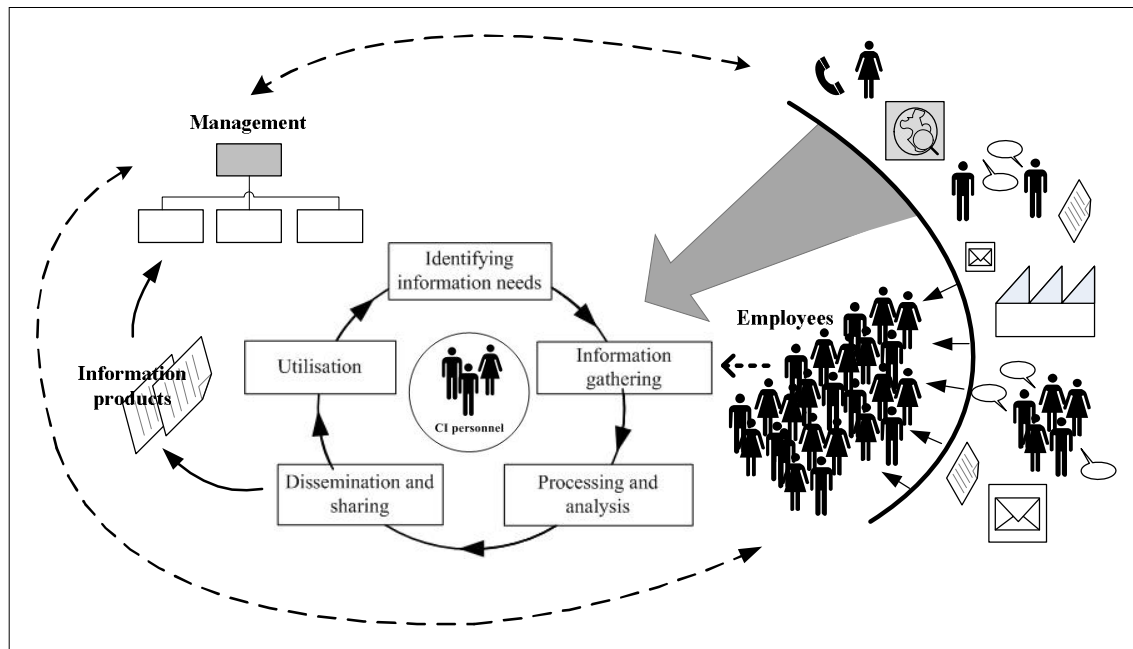 Management
Identifying
information needs
Employees
Information
gathering
Utilisation
Information
products
CI personnel
Dissemination and
sharing
Processing and
analysis